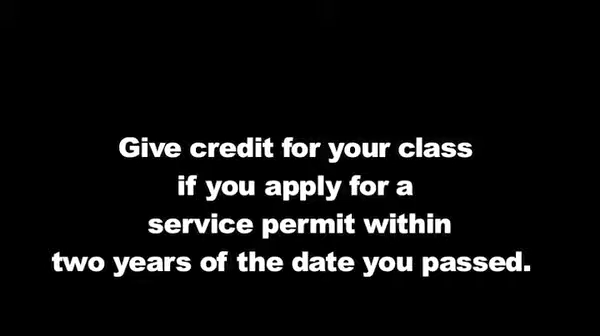 Give credit for your class
if you apply for a
service permit within
two years of the date you passed.